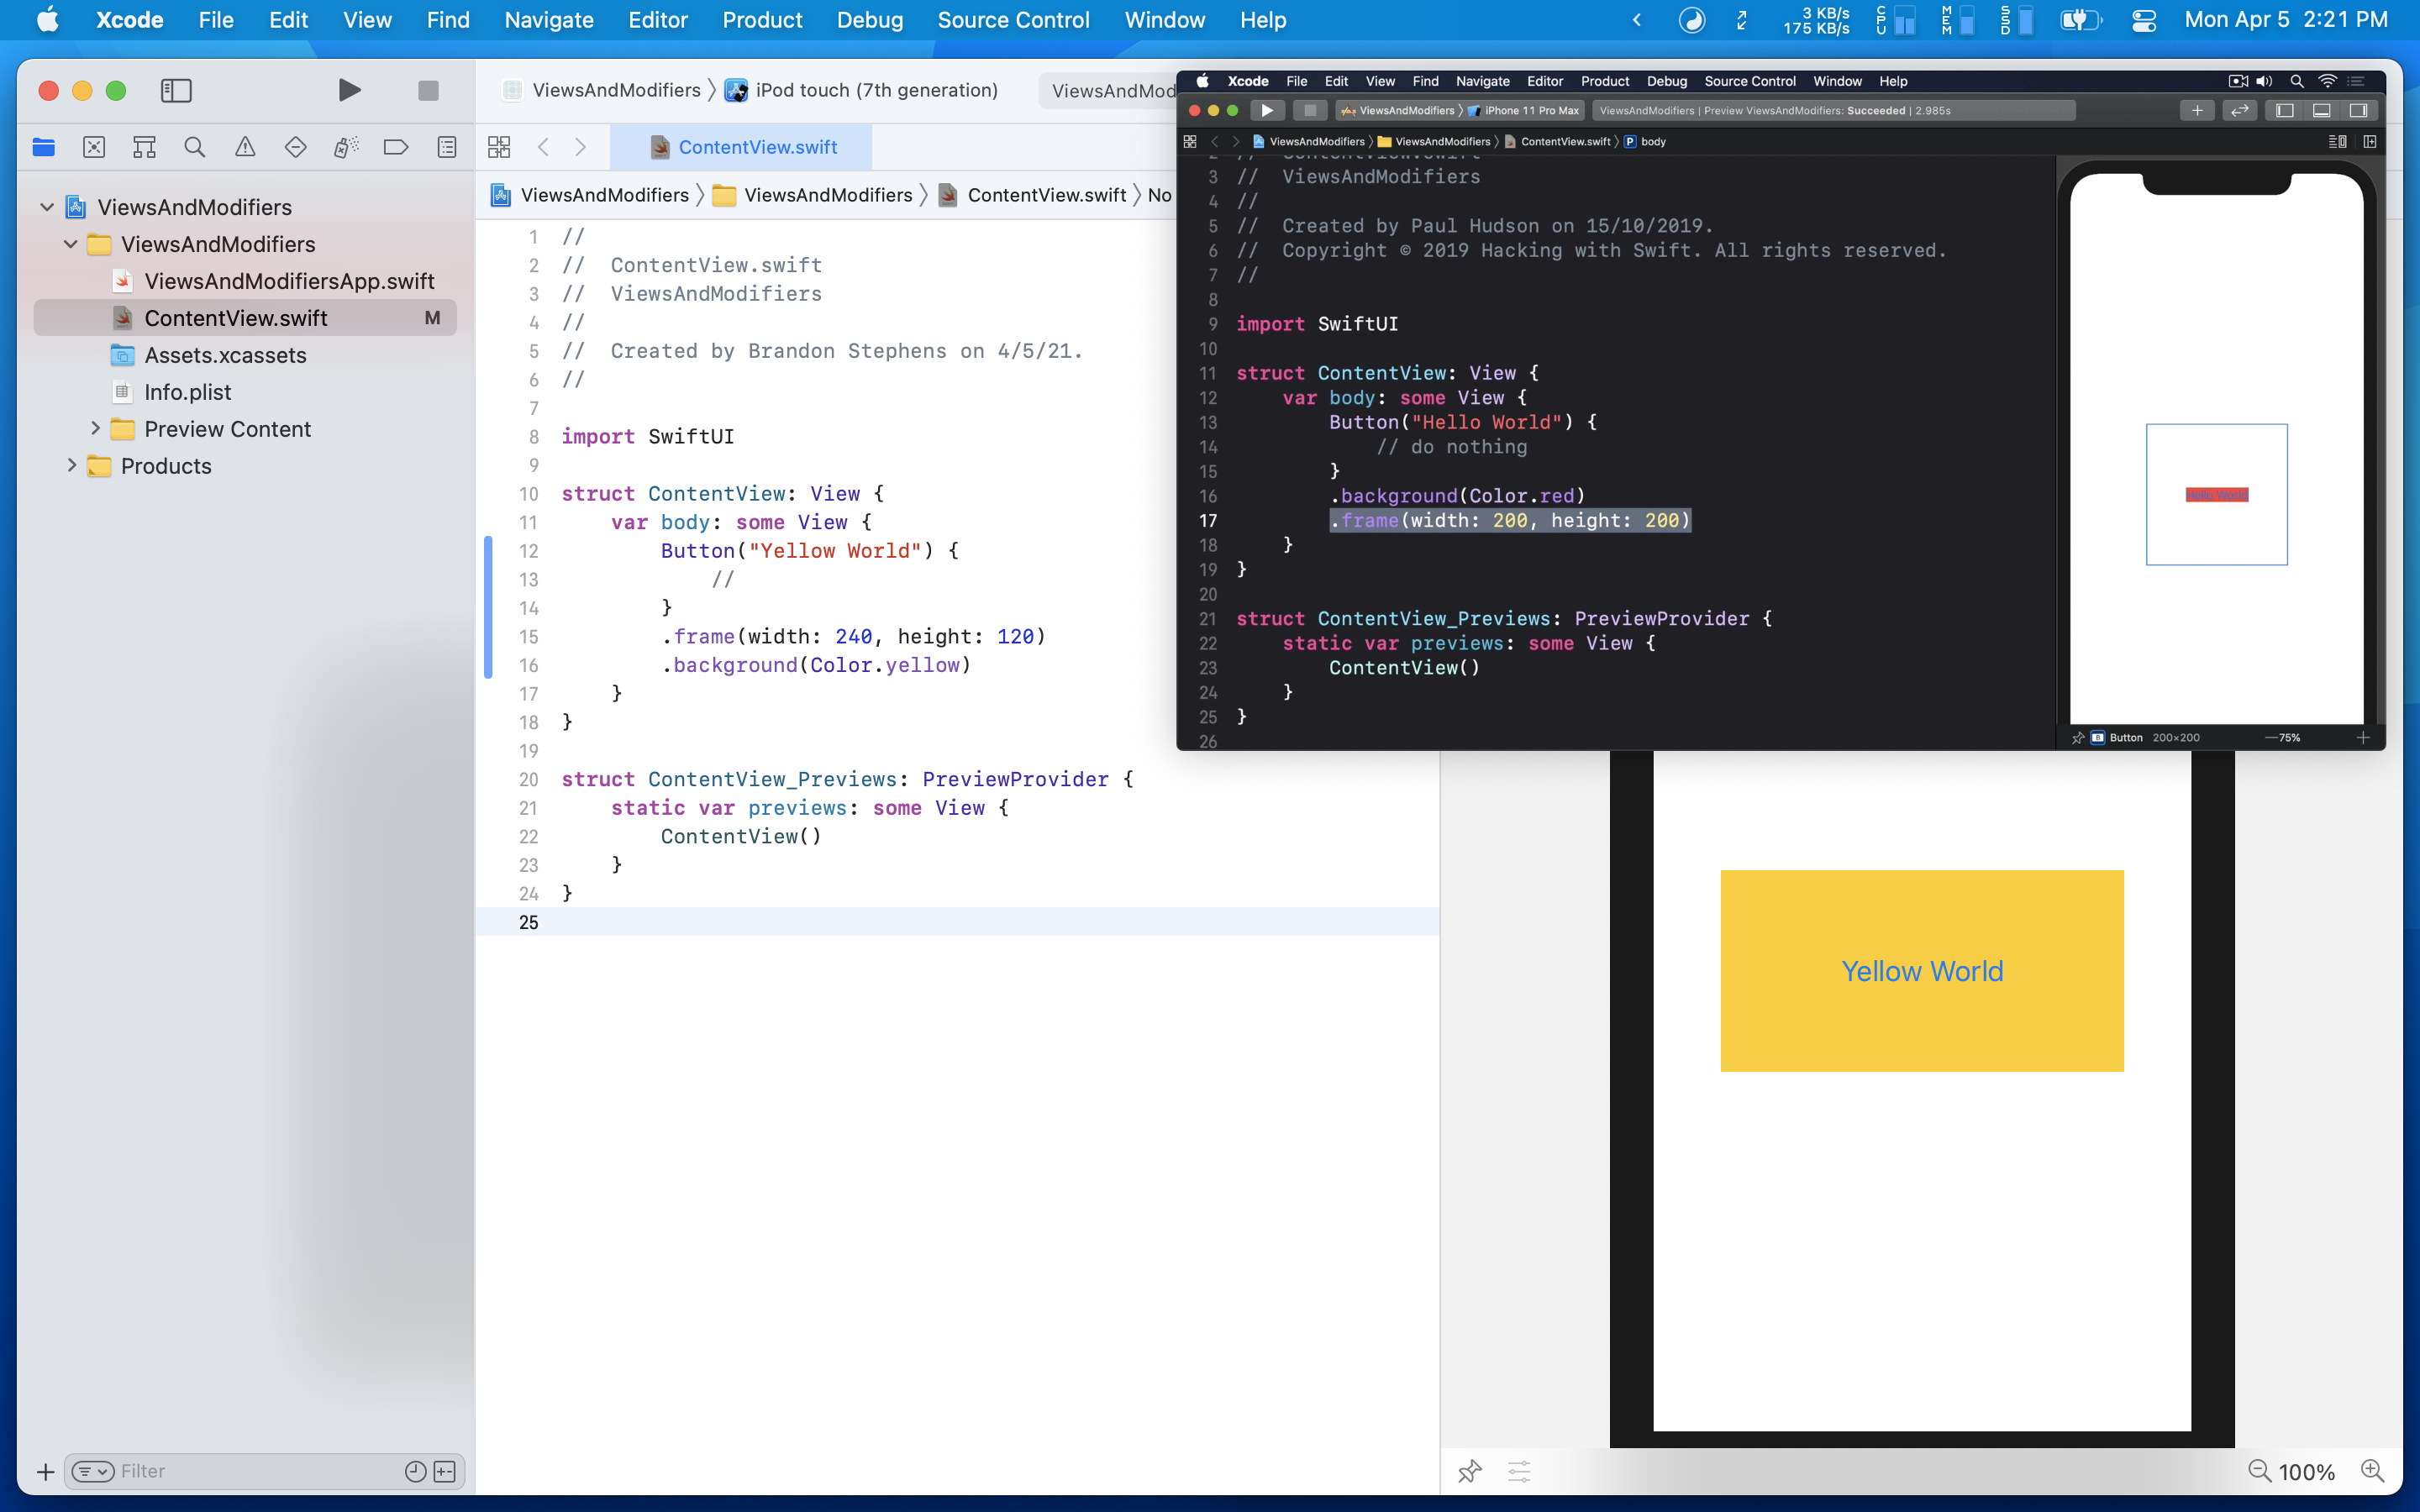 Xcode File Edit View Find Navigate Editor Product Debug Source Control Window Help
3 KB/s
175 KB/s
CPU MEM SSD
Mon Apr 5 2:21 PM
ViewsAndModifiers iPod touch (7th generation)
ViewsAndMod
ContentView.swift
ViewsAndModifiers ViewsAndModifiers ContentView.swift No
ViewsAndModifiers
ViewsAndModifiers
ViewsAndModifiersApp.swift
ContentView.swift M
Assets.xcassets
Info.plist
Preview Content
Products
Filter
1 //
2 //  ContentView.swift
3 //  ViewsAndModifiers
4 //
5 //  Created by Brandon Stephens on 4/5/21.
6 //
7
8 import SwiftUI
9
10 struct ContentView: View {
11     var body: some View {
12         Button("Yellow World") {
13             //
14         }
15         .frame(width: 240, height: 120)
16         .background(Color.yellow)
17     }
18 }
19
20 struct ContentView_Previews: PreviewProvider {
21     static var previews: some View {
22         ContentView()
23     }
24 }
25
Xcode File Edit View Find Navigate Editor Product Debug Source Control Window Help
ViewsAndModifiers iPhone 11 Pro Max
ViewsAndModifiers | Preview ViewsAndModifiers: Succeeded | 2.985s
ViewsAndModifiers ViewsAndModifiers ContentView.swift P body
2 //  ContentView.swift
3 //  ViewsAndModifiers
4 //
5 //  Created by Paul Hudson on 15/10/2019.
6 //  Copyright © 2019 Hacking with Swift. All rights reserved.
7 //
8
9 import SwiftUI
10
11 struct ContentView: View {
12     var body: some View {
13         Button("Hello World") {
14             // do nothing
15         }
16         .background(Color.red)
17         .frame(width: 200, height: 200)
18     }
19 }
20
21 struct ContentView_Previews: PreviewProvider {
22     static var previews: some View {
23         ContentView()
24     }
25 }
26
Hello World
Button 200×200
75%
Yellow World
100%